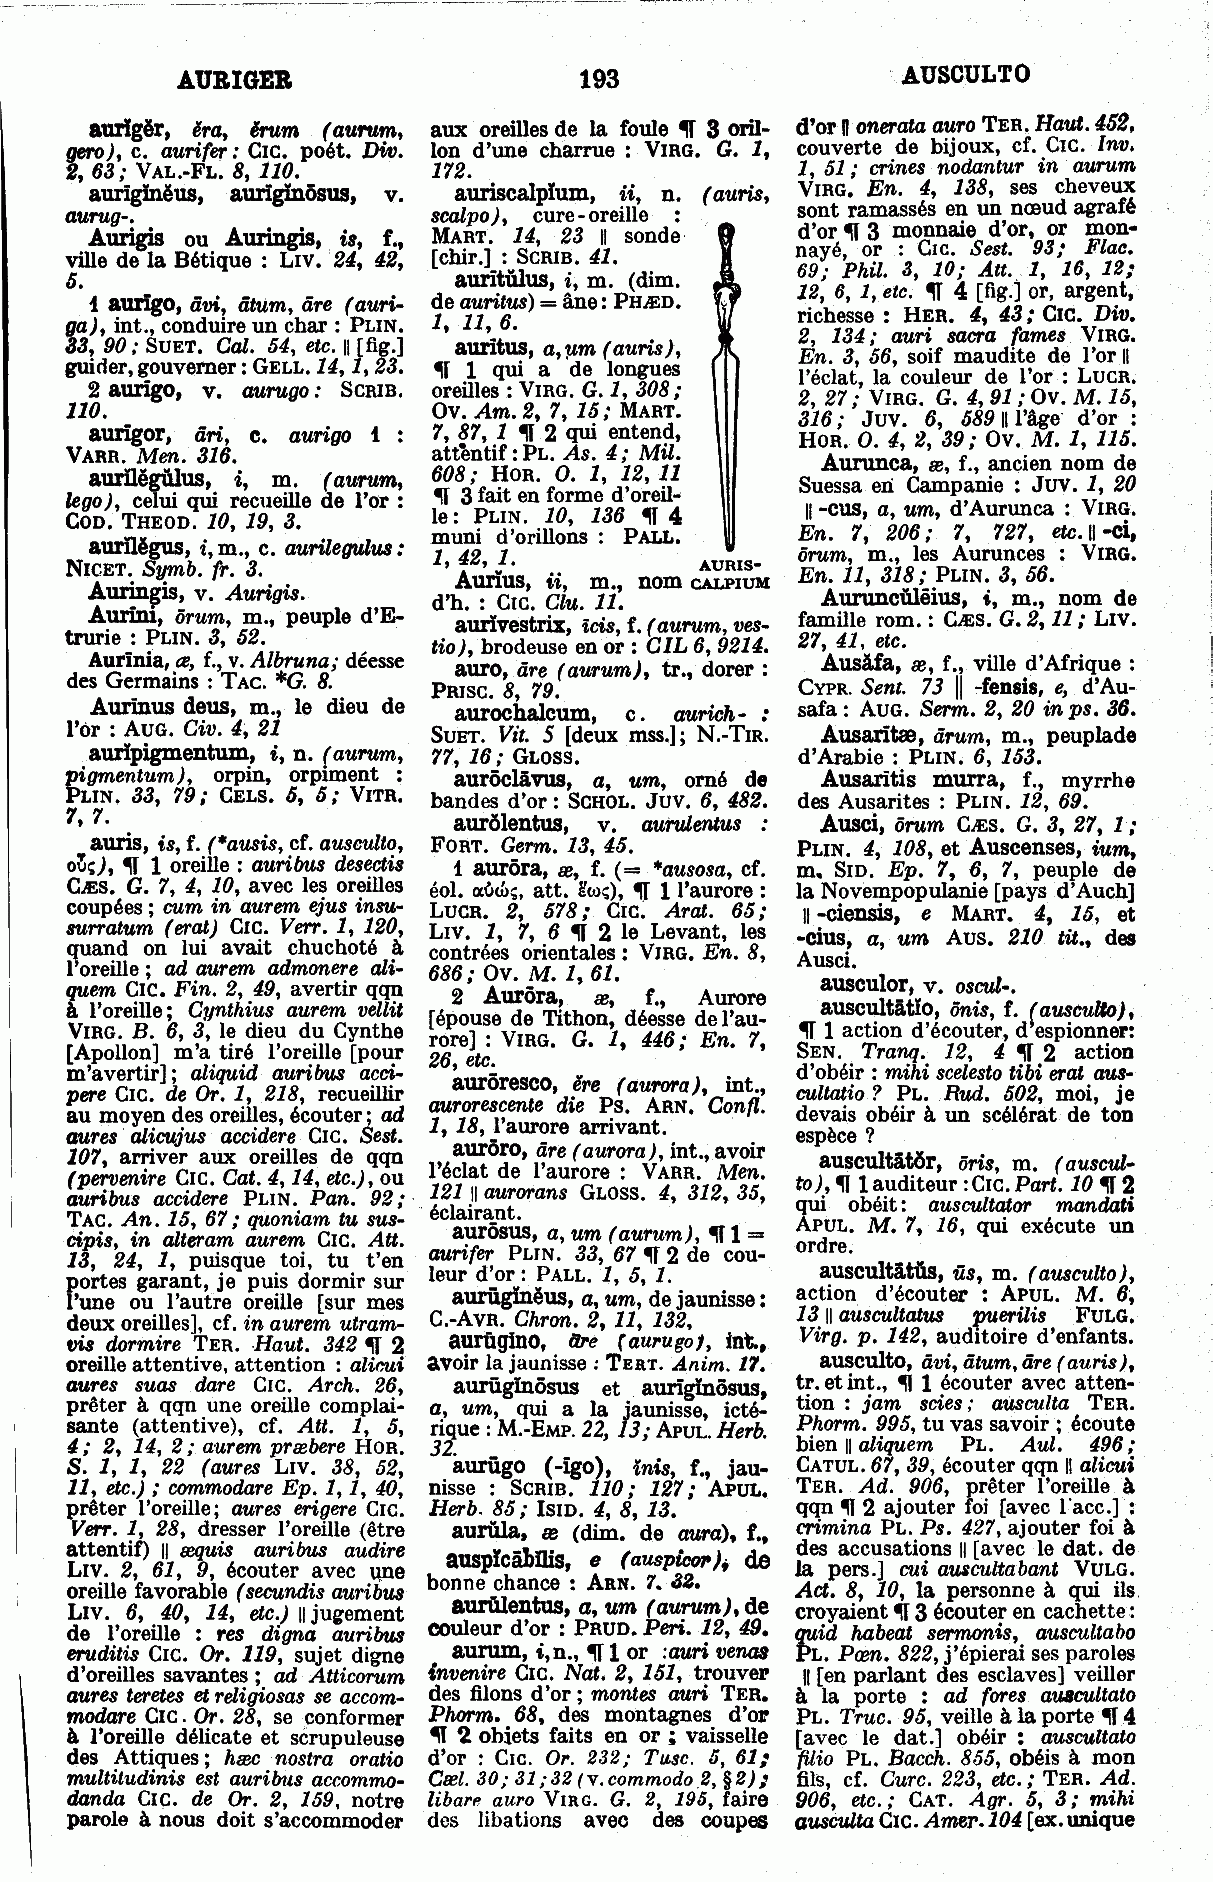 AURIGER
193
AUSCULTO
aurĭgĕr, ĕra, ĕrum (aurum,
gero), c. aurifer : CIC. poét. Div.
2, 63 ; VAL.-FL. 8, 110.
aurīgĭnĕus, aurīgĭnōsus, v.
aurug-.
Aurigis ou Auringis, is, f.,
ville de la Bétique : LIV. 24, 42,
5.
1 aurīgo, āvi, ātum, āre (auri-
ga), int., conduire un char : PLIN.
33, 90 ; SUET. Cal. 54, etc. || [fig.]
guider, gouverner : GELL. 14, 1, 23.
2 aurīgo, v. aurugo : SCRIB.
110.
aurīgor, āri, c. aurigo 1 :
VARR. Men. 316.
aurĭlĕgŭlus, i, m. (aurum,
lego), celui qui recueille de l'or :
COD. THEOD. 10, 19, 3.
aurĭlĕgus, i, m., c. aurilegulus :
NICET. Symb. fr. 3.
Auringis, v. Aurigis.
Aurīni, ōrum, m., peuple d'E-
trurie : PLIN. 3, 52.
Aurīnia, æ, f., v. Albruna ; déesse
des Germains : TAC. *G. 8.
Aurīnus deus, m., le dieu de
l'or : AUG. Civ. 4, 21
aurĭpigmentum, i, n. (aurum,
pigmentum), orpin, orpiment :
PLIN. 33, 79 ; CELS. 5, 5 ; VITR.
7, 7.
auris, is, f. (*ausis, cf. ausculto,
οὖς), ¶ 1 oreille : auribus desectis
CÆS. G. 7, 4, 10, avec les oreilles
coupées ; cum in aurem ejus insu-
surratum (erat) CIC. Verr. 1, 120,
quand on lui avait chuchoté à
l'oreille ; ad aurem admonere ali-
quem CIC. Fin. 2, 49, avertir qqn
à l'oreille ; Cynthius aurem vellit
VIRG. B. 6, 3, le dieu du Cynthe
[Apollon] m'a tiré l'oreille [pour
m'avertir] ; aliquid auribus acci-
pere CIC. de Or. 1, 218, recueillir
au moyen des oreilles, écouter ; ad
aures alicujus accidere CIC. Sest.
107, arriver aux oreilles de qqn
(pervenire CIC. Cat. 4, 14, etc.), ou
auribus accidere PLIN. Pan. 92 ;
TAC. An. 15, 67 ; quoniam tu sus-
cipis, in alteram aurem CIC. Att.
13, 24, 1, puisque toi, tu t'en
portes garant, je puis dormir sur
l'une ou l'autre oreille [sur mes
deux oreilles], cf. in aurem utram-
vis dormire TER. Haut. 342 ¶ 2
oreille attentive, attention : alicui
aures suas dare CIC. Arch. 26,
prêter à qqn une oreille complai-
sante (attentive), cf. Att. 1, 5,
4 ; 2, 14, 2 ; aurem præbere HOR.
S. 1, 1, 22 (aures LIV. 38, 52,
11, etc.) ; commodare Ep. 1, 1, 40,
prêter l'oreille ; aures erigere CIC.
Verr. 1, 28, dresser l'oreille (être
attentif) || æquis auribus audire
LIV. 2, 61, 9, écouter avec une
oreille favorable (secundis auribus
LIV. 6, 40, 14, etc.) || jugement
de l'oreille : res digna auribus
eruditis CIC. Or. 119, sujet digne
d'oreilles savantes ; ad Atticorum
aures teretes et religiosas se accom-
modare CIC. Or. 28, se conformer
à l'oreille délicate et scrupuleuse
des Attiques ; hæc nostra oratio
multitudinis est auribus accommo-
danda CIC. de Or. 2, 159, notre
parole à nous doit s'accommoder
aux oreilles de la foule ¶ 3 oril-
lon d'une charrue : VIRG. G. 1,
172.
auriscalpĭum, ii, n. (auris,
scalpo), cure-oreille :
MART. 14, 23 || sonde
[chir.] : SCRIB. 41.
aurītŭlus, i, m. (dim.
de auritus) = âne : PHÆD.
1, 11, 6.
aurītus, a, um (auris),
¶ 1 qui a de longues
oreilles : VIRG. G. 1, 308 ;
OV. Am. 2, 7, 15 ; MART.
7, 87, 1 ¶ 2 qui entend,
attentif : PL. As. 4 ; Mil.
608 ; HOR. O. 1, 12, 11
¶ 3 fait en forme d'oreil-
le : PLIN. 10, 136 ¶ 4
muni d'orillons : PALL.
1, 42, 1.
AURIS-
CALPIUM
Aurĭus, ii, m., nom
d'h. : CIC. Clu. 11.
aurĭvestrix, īcis, f. (aurum, ves-
tio), brodeuse en or : CIL 6, 9214.
auro, āre (aurum), tr., dorer :
PRISC. 8, 79.
aurochalcum, c. aurich- :
SUET. Vit. 5 [deux mss.] ; N.-TIR.
77, 16 ; GLOSS.
aurōclāvus, a, um, orné de
bandes d'or : SCHOL. JUV. 6, 482.
aurŏlentus, v. aurulentus :
FORT. Germ. 13, 45.
1 aurōra, æ, f. (= *ausosa, cf.
éol. αὔως, att. ἕως), ¶ 1 l'aurore :
LUCR. 2, 578 ; CIC. Arat. 65 ;
LIV. 1, 7, 6 ¶ 2 le Levant, les
contrées orientales : VIRG. En. 8,
686 ; OV. M. 1, 61.
2 Aurōra, æ, f., Aurore
[épouse de Tithon, déesse de l'au-
rore] : VIRG. G. 1, 446 ; En. 7,
26, etc.
aurōresco, ĕre (aurora), int.,
aurorescente die PS. ARN. Confl.
1, 18, l'aurore arrivant.
aurōro, āre (aurora), int., avoir
l'éclat de l'aurore : VARR. Men.
121 || aurorans GLOSS. 4, 312, 35,
éclairant.
aurōsus, a, um (aurum), ¶ 1 =
aurifer PLIN. 33, 67 ¶ 2 de cou-
leur d'or : PALL. 1, 5, 1.
aurūgĭnĕus, a, um, de jaunisse :
C.-AVR. Chron. 2, 11, 132,
aurūgĭno, āre (aurugo), int.,
avoir la jaunisse : TERT. Anim. 17.
aurūgĭnōsus et aurīgĭnōsus,
a, um, qui a la jaunisse, icté-
rique : M.-EMP. 22, 13 ; APUL. Herb.
32.
aurūgo (-īgo), ĭnis, f., jau-
nisse : SCRIB. 110 ; 127 ; APUL.
Herb. 85 ; ISID. 4, 8, 13.
aurŭla, æ (dim. de aura), f.,
auspĭcābĭlis, e (auspicor), de
bonne chance : ARN. 7. 32.
aurŭlentus, a, um (aurum), de
couleur d'or : PRUD. Peri. 12, 49.
aurum, i, n., ¶ 1 or : auri venas
invenire CIC. Nat. 2, 151, trouver
des filons d'or ; montes auri TER.
Phorm. 68, des montagnes d'or
¶ 2 objets faits en or ; vaisselle
d'or : CIC. Or. 232 ; Tusc. 5, 61 ;
Cæl. 30 ; 31 ; 32 (v. commodo 2, § 2) ;
libare auro VIRG. G. 2, 195, faire
des libations avec des coupes
d'or || onerata auro TER. Haut. 452,
couverte de bijoux, cf. CIC. Inv.
1, 51 ; crines nodantur in aurum
VIRG. En. 4, 138, ses cheveux
sont ramassés en un nœud agrafé
d'or ¶ 3 monnaie d'or, or mon-
nayé, or : CIC. Sest. 93 ; Flac.
69 ; Phil. 3, 10 ; Att. 1, 16, 12 ;
12, 6, 1, etc. ¶ 4 [fig.] or, argent,
richesse : HER. 4, 43 ; CIC. Div.
2, 134 ; auri sacra fames VIRG.
En. 3, 56, soif maudite de l'or ||
l'éclat, la couleur de l'or : LUCR.
2, 27 ; VIRG. G. 4, 91 ; OV. M. 15,
316 ; JUV. 6, 589 || l'âge d'or :
HOR. O. 4, 2, 39 ; OV. M. 1, 115.
Aurunca, æ, f., ancien nom de
Suessa en Campanie : JUV. 1, 20
|| -cus, a, um, d'Aurunca : VIRG.
En. 7, 206 ; 7, 727, etc. || -ci,
ōrum, m., les Aurunces : VIRG.
En. 11, 318 ; PLIN. 3, 56.
Auruncŭlēius, i, m., nom de
famille rom. : CÆS. G. 2, 11 ; LIV.
27, 41, etc.
Ausăfa, æ, f., ville d'Afrique :
CYPR. Sent. 73 || -fensis, e, d'Au-
safa : AUG. Serm. 2, 20 in ps. 36.
Ausarītæ, ārum, m., peuplade
d'Arabie : PLIN. 6, 153.
Ausarītis murra, f., myrrhe
des Ausarites : PLIN. 12, 69.
Ausci, ōrum CÆS. G. 3, 27, 1 ;
PLIN. 4, 108, et Auscenses, ium,
m. SID. Ep. 7, 6, 7, peuple de
la Novempopulanie [pays d'Auch]
|| -ciensis, e MART. 4, 15, et
-cius, a, um AUS. 210 tit., des
Ausci.
ausculor, v. oscul-.
auscultātĭo, ōnis, f. (ausculto),
¶ 1 action d'écouter, d'espionner :
SEN. Tranq. 12, 4 ¶ 2 action
d'obéir : mihi scelesto tibi erat aus-
cultatio ? PL. Rud. 502, moi, je
devais obéir à un scélérat de ton
espèce ?
auscultātŏr, ōris, m. (auscul-
to), ¶ 1 auditeur : CIC. Part. 10 ¶ 2
qui obéit : auscultator mandati
APUL. M. 7, 16, qui exécute un
ordre.
auscultātŭs, ūs, m. (ausculto),
action d'écouter : APUL. M. 6,
13 || auscultatus puerilis FULG.
Virg. p. 142, auditoire d'enfants.
ausculto, āvi, ātum, āre (auris),
tr. et int., ¶ 1 écouter avec atten-
tion : jam scies ; ausculta TER.
Phorm. 995, tu vas savoir ; écoute
bien || aliquem PL. Aul. 496 ;
CATUL. 67, 39, écouter qqn || alicui
TER. Ad. 906, prêter l'oreille à
qqn ¶ 2 ajouter foi [avec l'acc.] :
crimina PL. Ps. 427, ajouter foi à
des accusations || [avec le dat. de
la pers.] cui auscultabant VULG.
Act. 8, 10, la personne à qui ils
croyaient ¶ 3 écouter en cachette :
quid habeat sermonis, auscultabo
PL. Pœn. 822, j'épierai ses paroles
|| [en parlant des esclaves] veiller
à la porte : ad fores auscultato
PL. Truc. 95, veille à la porte ¶ 4
[avec le dat.] obéir : auscultato
filio PL. Bacch. 855, obéis à mon
fils, cf. Curc. 223, etc. ; TER. Ad.
906, etc. ; CAT. Agr. 5, 3 ; mihi
ausculta CIC. Amer. 104 [ex. unique